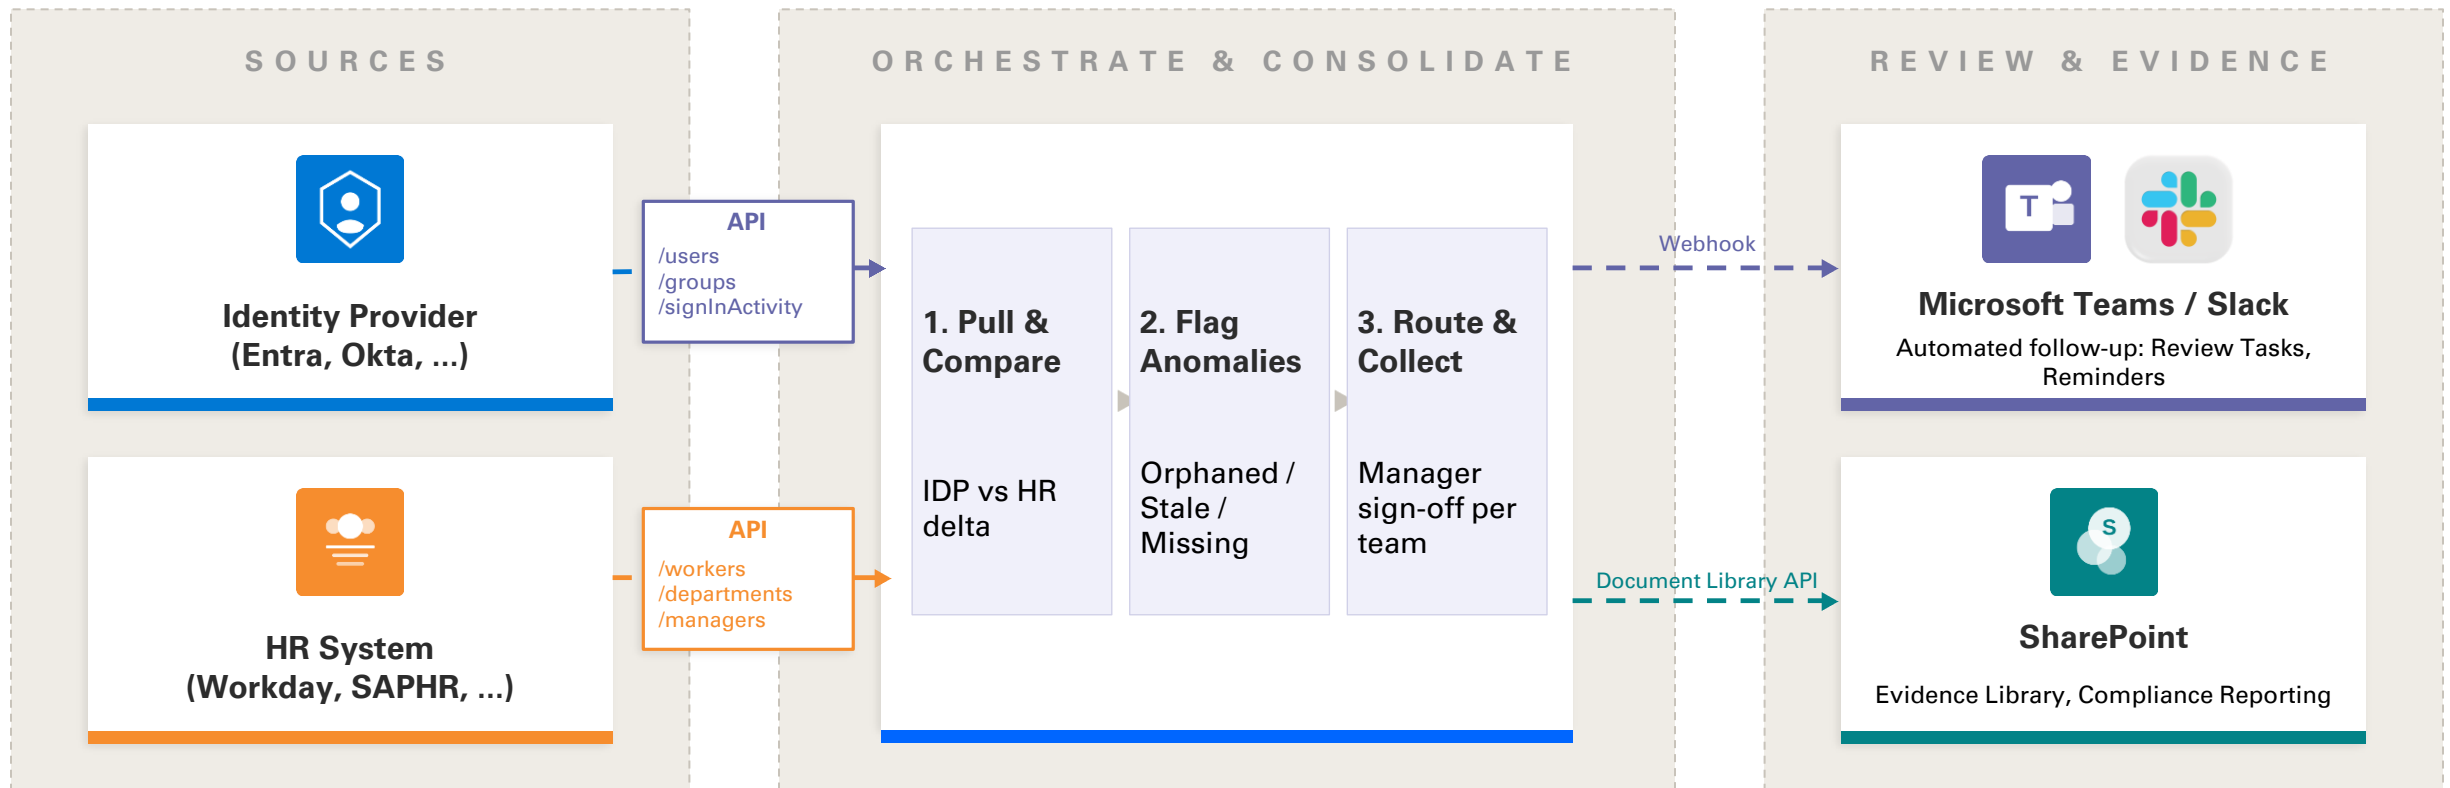 SOURCES
Identity Provider
(Entra, Okta, ...)
HR System
(Workday, SAPHR, ...)
API
/users
/groups
/signInActivity
API
/workers
/departments
/managers
ORCHESTRATE & CONSOLIDATE
1. Pull &
Compare
IDP vs HR
delta
2. Flag
Anomalies
Orphaned /
Stale /
Missing
3. Route &
Collect
Manager
sign-off per
team
Webhook
Document Library API
REVIEW & EVIDENCE
T
Microsoft Teams / Slack
Automated follow-up: Review Tasks,
Reminders
S
SharePoint
Evidence Library, Compliance Reporting